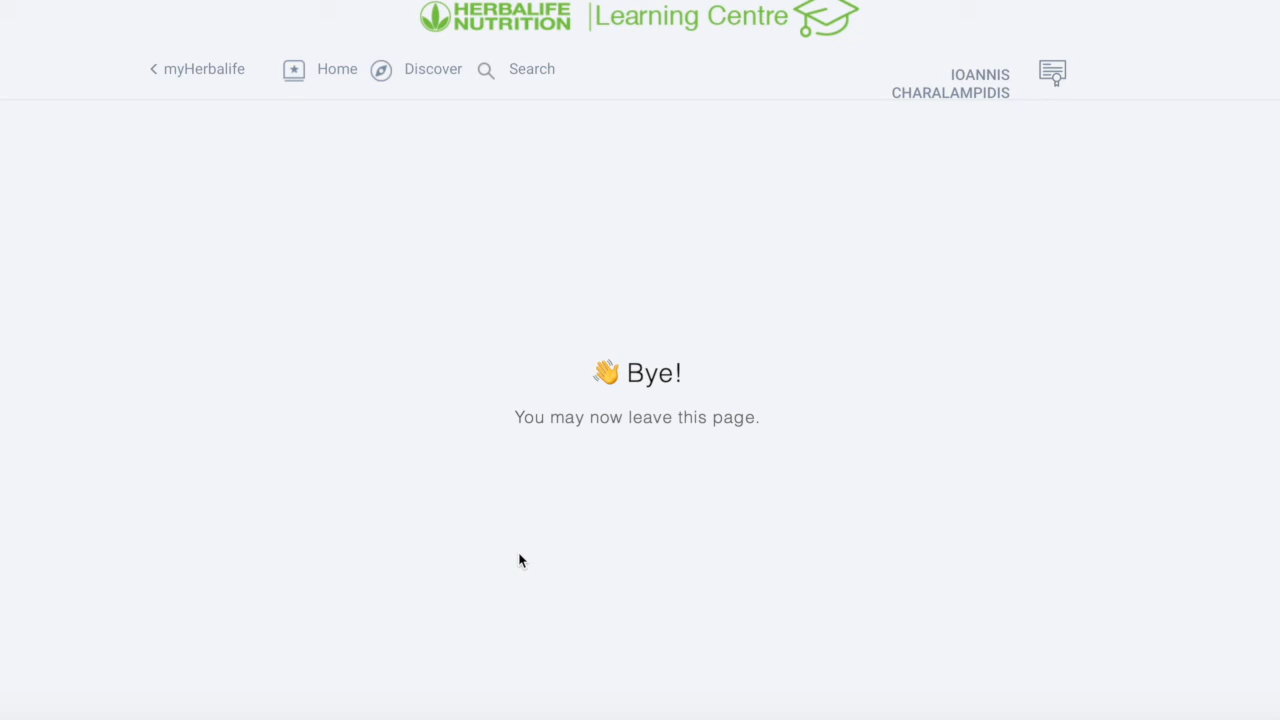 HERBALIFE
NUTRITION | Learning Centre
myHerbalife Home Discover Search
IOANNIS
CHARALAMPIDIS
👋 Bye!
You may now leave this page.